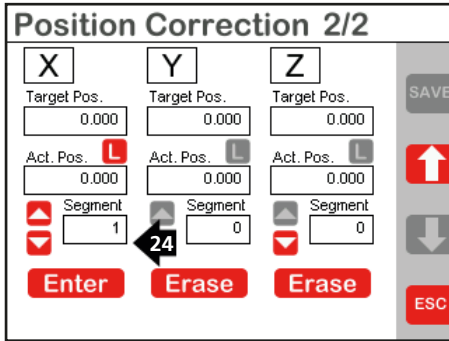 Position Correction 2/2
X Y Z
Target Pos. Target Pos. Target Pos. SAVE
0.000 0.000 0.000
Act. Pos. L Act. Pos. L Act. Pos. L
0.000 0.000 0.000
Segment Segment Segment
1 24 0 0
Enter Erase Erase ESC